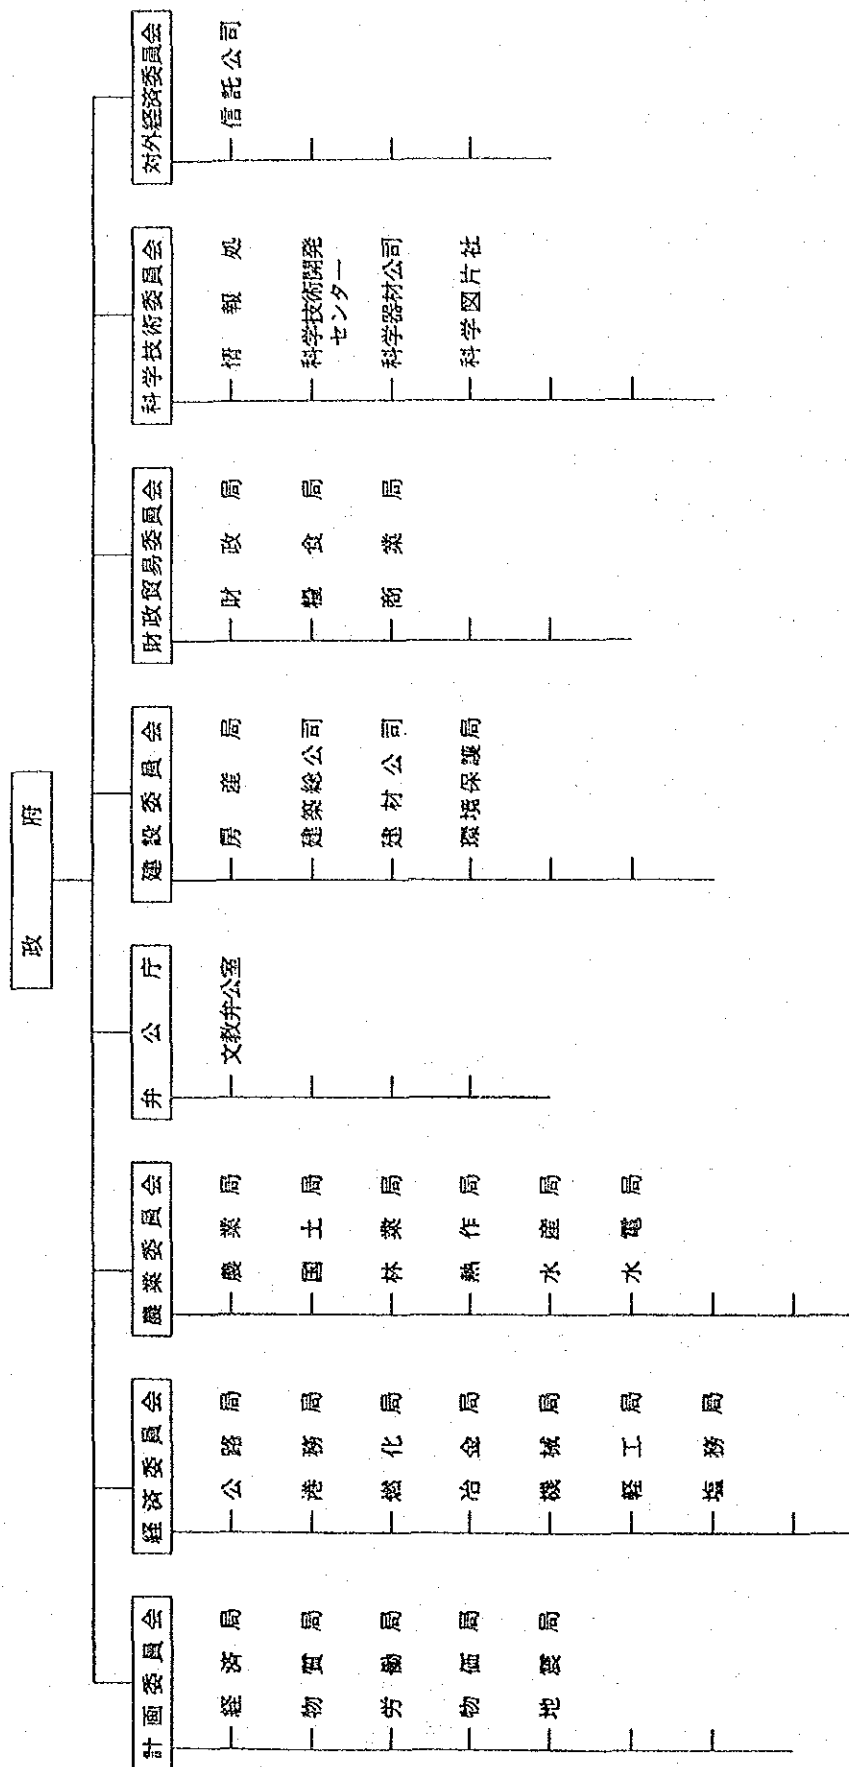 政府
計画委員会
経済局
物資局
労働局
物価局
地震局
経済委員会
公路局
港務局
燃化局
冶金局
機械局
軽工局
塩務局
農業委員会
農業局
国土局
林業局
熱作局
水産局
水電局
弁公庁
文教弁公室
建設委員会
房産局
建築総公司
建材公司
環境保護局
財政貿易委員会
財政局
糧食局
商業局
科学技術委員会
情報処
科学技術開発
センター
科学器材公司
科学図片社
対外経済委員会
信託公司